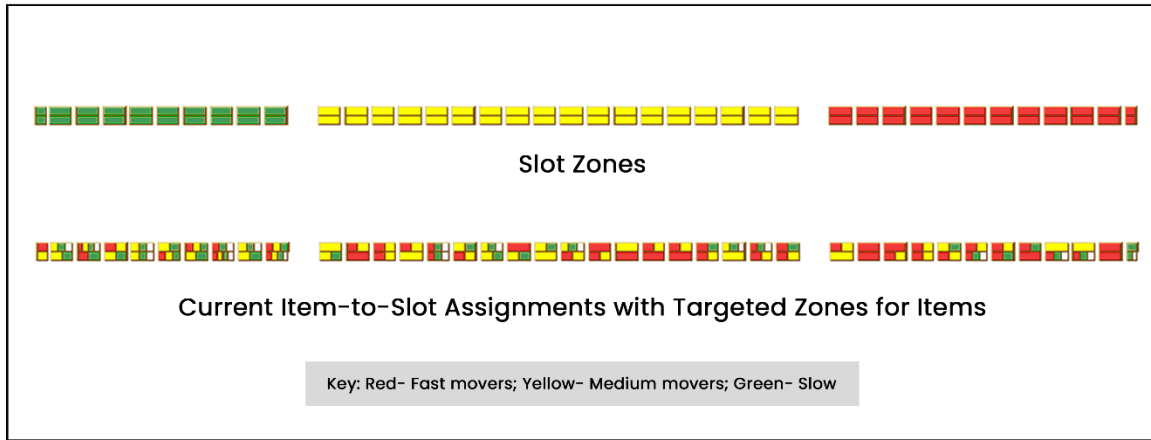 Slot Zones
Current Item-to-Slot Assignments with Targeted Zones for Items
Key: Red- Fast movers; Yellow- Medium movers; Green- Slow